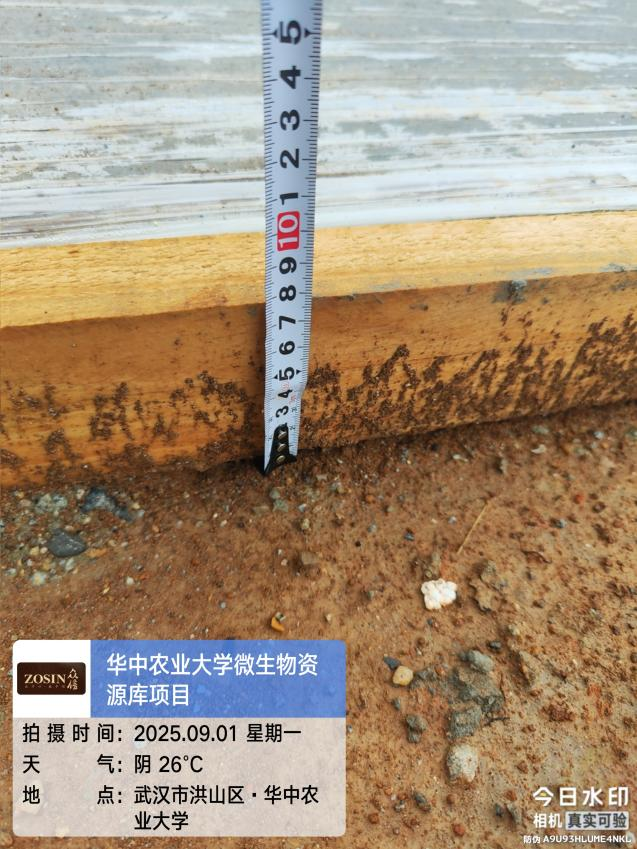 5
4
3
2
1
10
9
8
7
6
5
4
3
ZOSIN 众信
华中农业大学微生物资
源库项目
拍摄时间: 2025.09.01 星期一
天气: 阴 26℃
地点: 武汉市洪山区·华中农
业大学
今日水印
相机 真实可验
防伪 A9U93HLUME4NKL